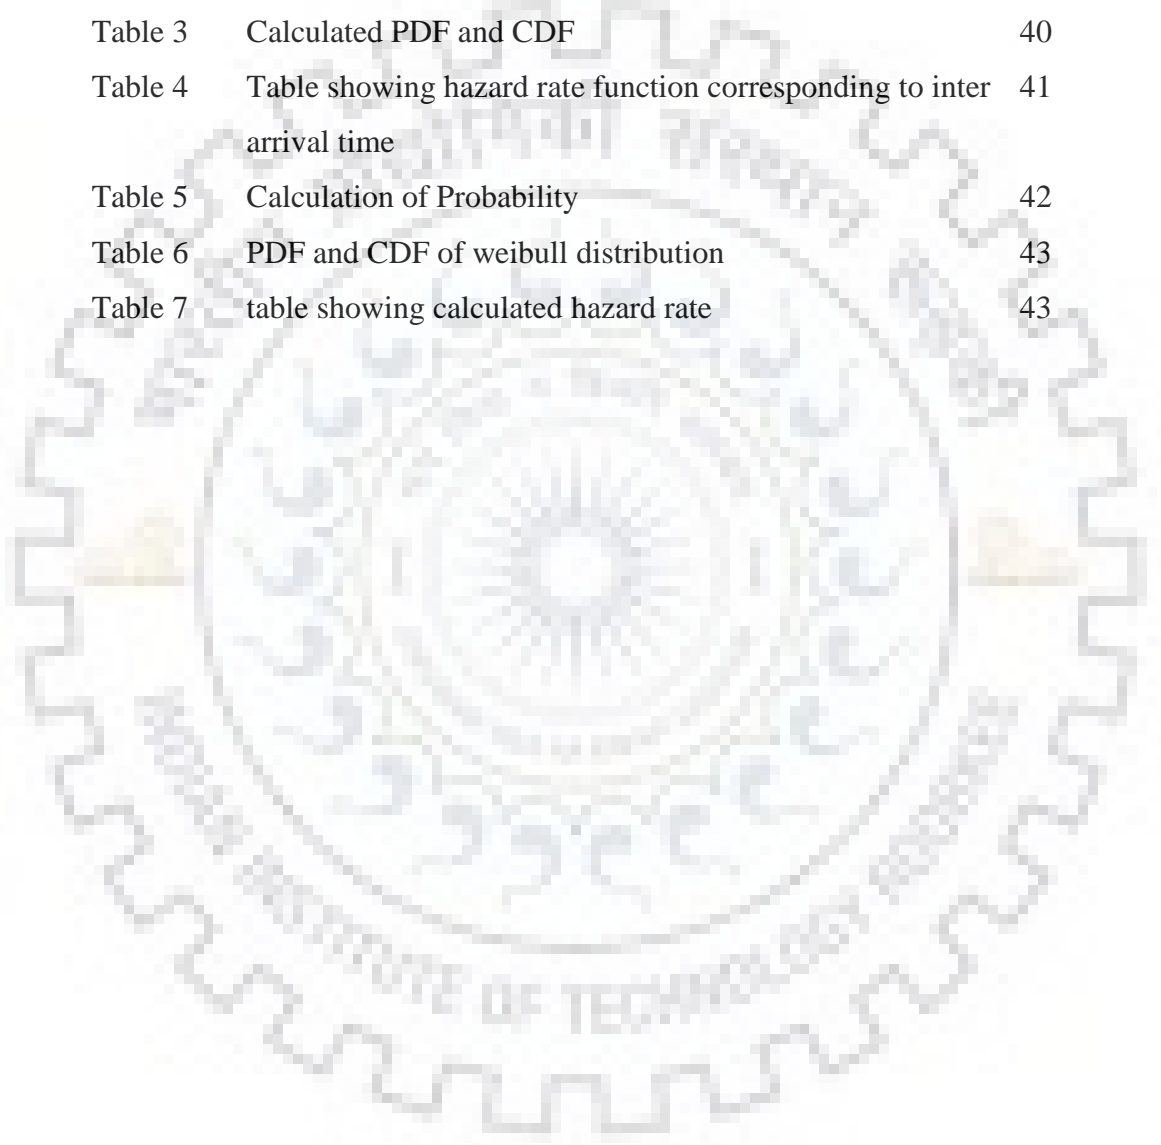 Table 3 Calculated PDF and CDF 40
Table 4 Table showing hazard rate function corresponding to inter 41
arrival time
Table 5 Calculation of Probability 42
Table 6 PDF and CDF of weibull distribution 43
Table 7 table showing calculated hazard rate 43
INSTITUTE OF TECHNOLOGY